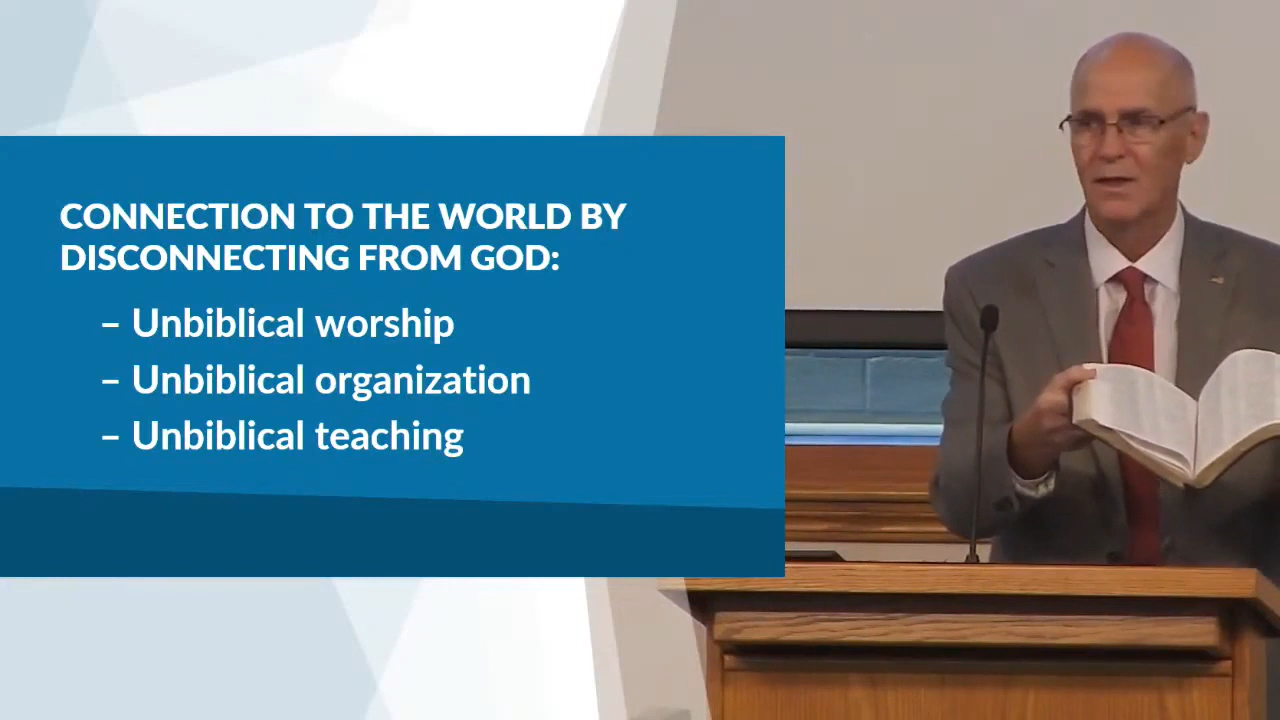 CONNECTION TO THE WORLD BY
DISCONNECTING FROM GOD:
– Unbiblical worship
– Unbiblical organization
– Unbiblical teaching